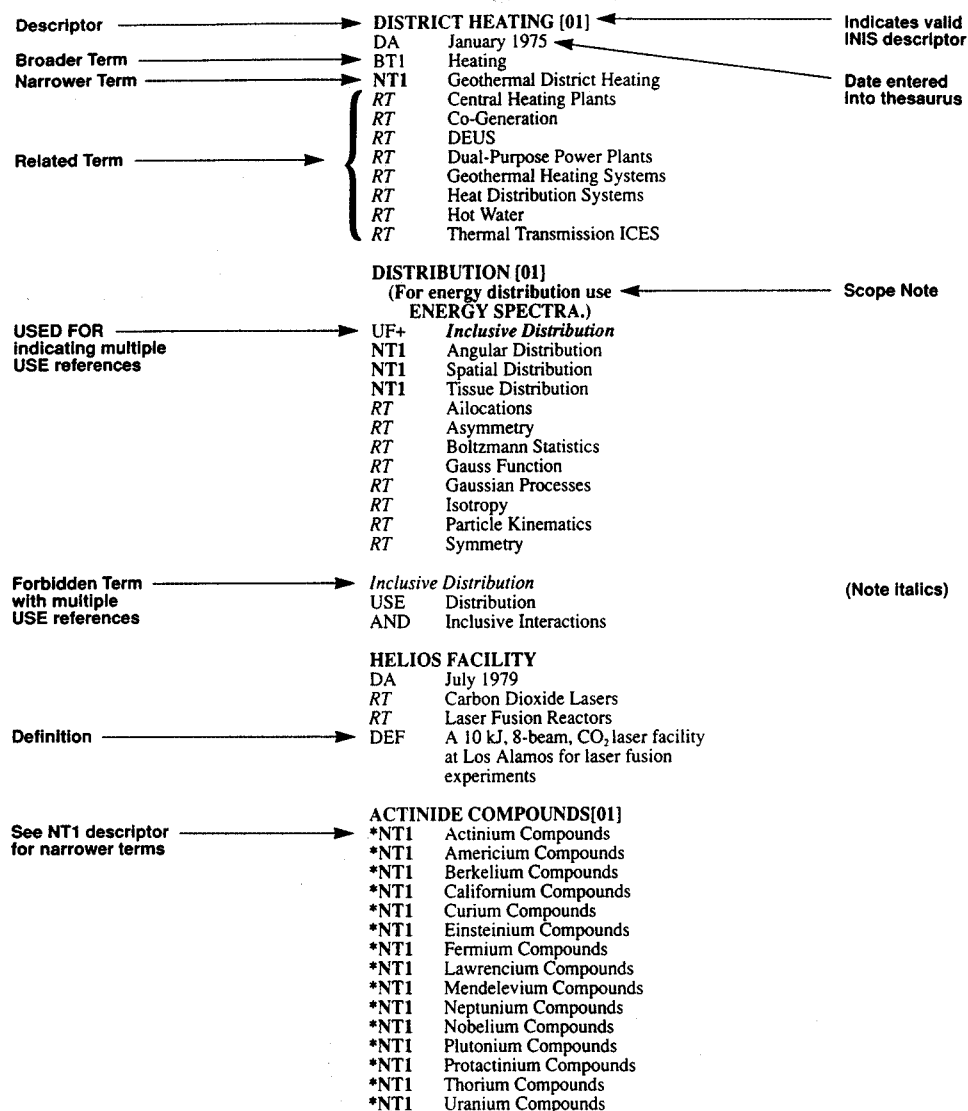 Descriptor DISTRICT HEATING [01] Indicates valid
DA January 1975 INIS descriptor
Broader Term BT1 Heating
Narrower Term NT1 Geothermal District Heating Date entered
RT Central Heating Plants into thesaurus
RT Co-Generation
RT DEUS
Related Term RT Dual-Purpose Power Plants
RT Geothermal Heating Systems
RT Heat Distribution Systems
RT Hot Water
RT Thermal Transmission ICES
DISTRIBUTION [01]
(For energy distribution use Scope Note
ENERGY SPECTRA.)
USED FOR UF+ Inclusive Distribution
indicating multiple NT1 Angular Distribution
USE references NT1 Spatial Distribution
NT1 Tissue Distribution
RT Ailocations
RT Asymmetry
RT Boltzmann Statistics
RT Gauss Function
RT Gaussian Processes
RT Isotropy
RT Particle Kinematics
RT Symmetry
Forbidden Term Inclusive Distribution (Note italics)
with multiple USE Distribution
USE references AND Inclusive Interactions
HELIOS FACILITY
DA July 1979
RT Carbon Dioxide Lasers
RT Laser Fusion Reactors
Definition DEF A 10 kJ, 8-beam, CO₂ laser facility
at Los Alamos for laser fusion
experiments
ACTINIDE COMPOUNDS[01]
See NT1 descriptor *NT1 Actinium Compounds
for narrower terms *NT1 Americium Compounds
*NT1 Berkelium Compounds
*NT1 Californium Compounds
*NT1 Curium Compounds
*NT1 Einsteinium Compounds
*NT1 Fermium Compounds
*NT1 Lawrencium Compounds
*NT1 Mendelevium Compounds
*NT1 Neptunium Compounds
*NT1 Nobelium Compounds
*NT1 Plutonium Compounds
*NT1 Protactinium Compounds
*NT1 Thorium Compounds
*NT1 Uranium Compounds